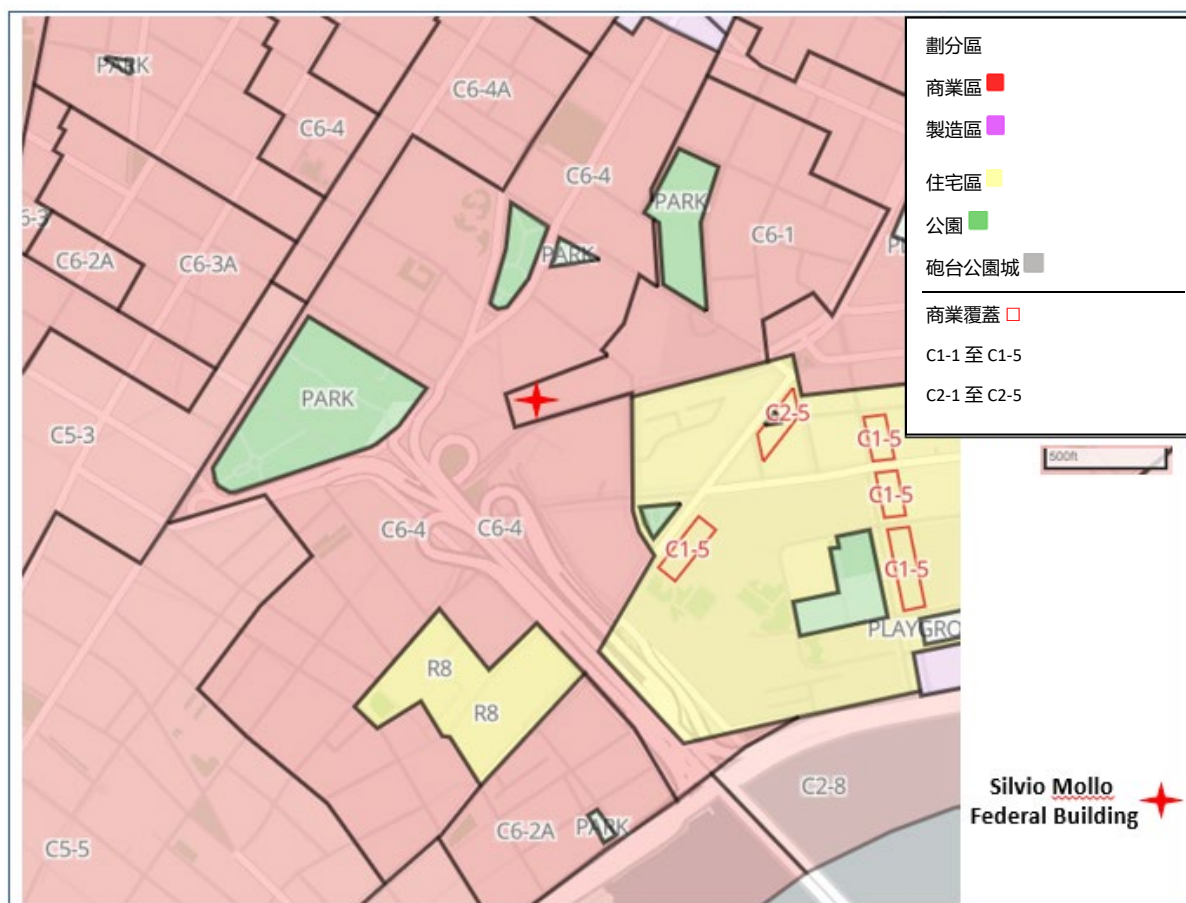 PARK
C6-4
C6-4A
C6-4
PARK
C6-1
6-3
C6-2A
C6-3A
PARK
PARK
C5-3
C2-5
C1-5
C1-5
C6-4
C6-4
C1-5
C1-5
PLAYGRO
R8
R8
C2-8
C6-2A
PARK
C5-5
劃分區
商業區
製造區
住宅區
公園
砲台公園城
商業覆蓋
C1-1 至 C1-5
C2-1 至 C2-5
500ft
Silvio Mollo
Federal Building